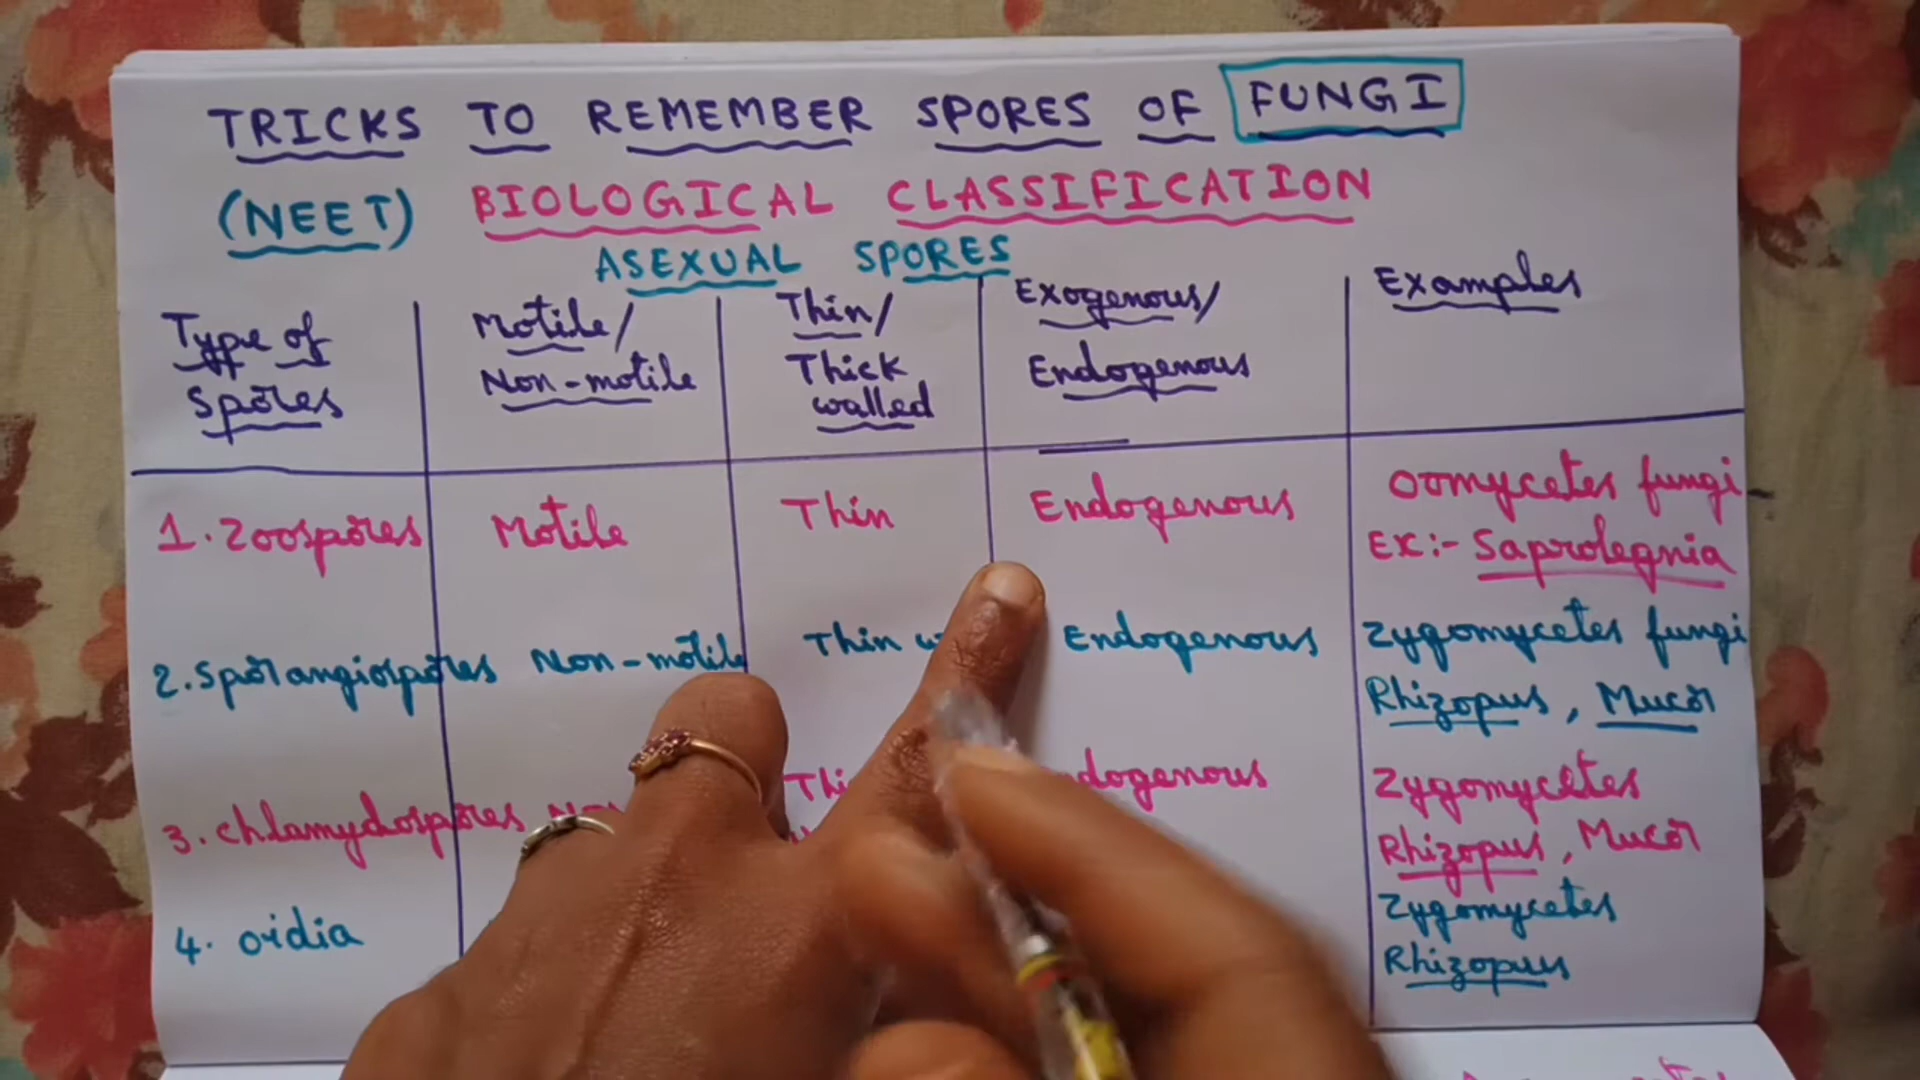 TRICKS TO REMEMBER SPORES OF FUNGI
(NEET) BIOLOGICAL CLASSIFICATION
ASEXUAL SPORES
Type of Spores
Motile/ Non-motile
Thin/ Thick walled
Exogenous/ Endogenous
Examples
1. Zoospores
Motile
Thin
Endogenous
Oomycetes fungi
Ex:- Saprolegnia
2. Sporangiospores
Non-motile
Thin
Endogenous
Zygomycetes fungi
Rhizopus, Mucor
3. Chlamydospores
Zygomycetes
Rhizopus, Mucor
4. Oidia
Zygomycetes
Rhizopus